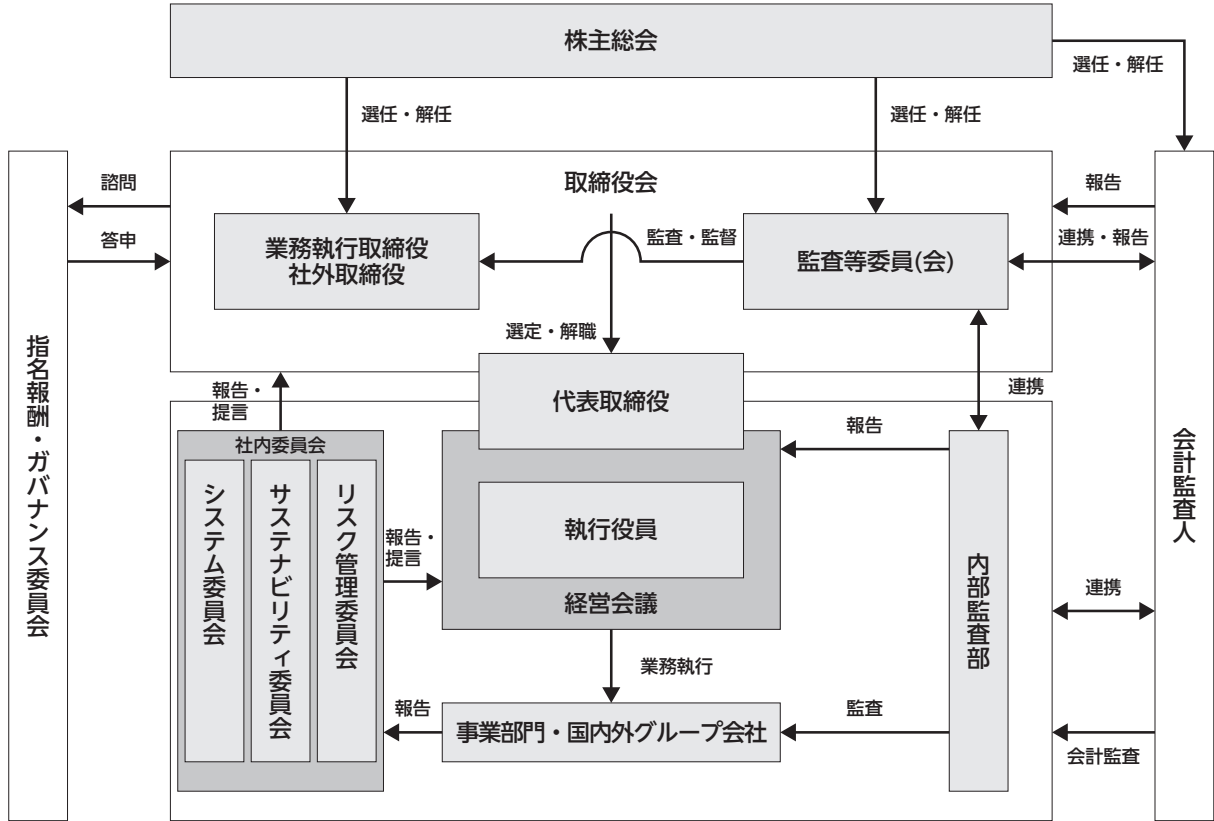 株主総会
選任・解任
選任・解任
選任・解任
取締役会
諮問
答申
業務執行取締役
社外取締役
監査・監督
監査等委員(会)
報告
連携・報告
選定・解職
代表取締役
連携
指名報酬・ガバナンス委員会
報告・
提言
社内委員会
システム委員会
サステナビリティ委員会
リスク管理委員会
報告・
提言
執行役員
経営会議
報告
内部監査部
会計監査人
連携
業務執行
報告
事業部門・国内外グループ会社
監査
会計監査